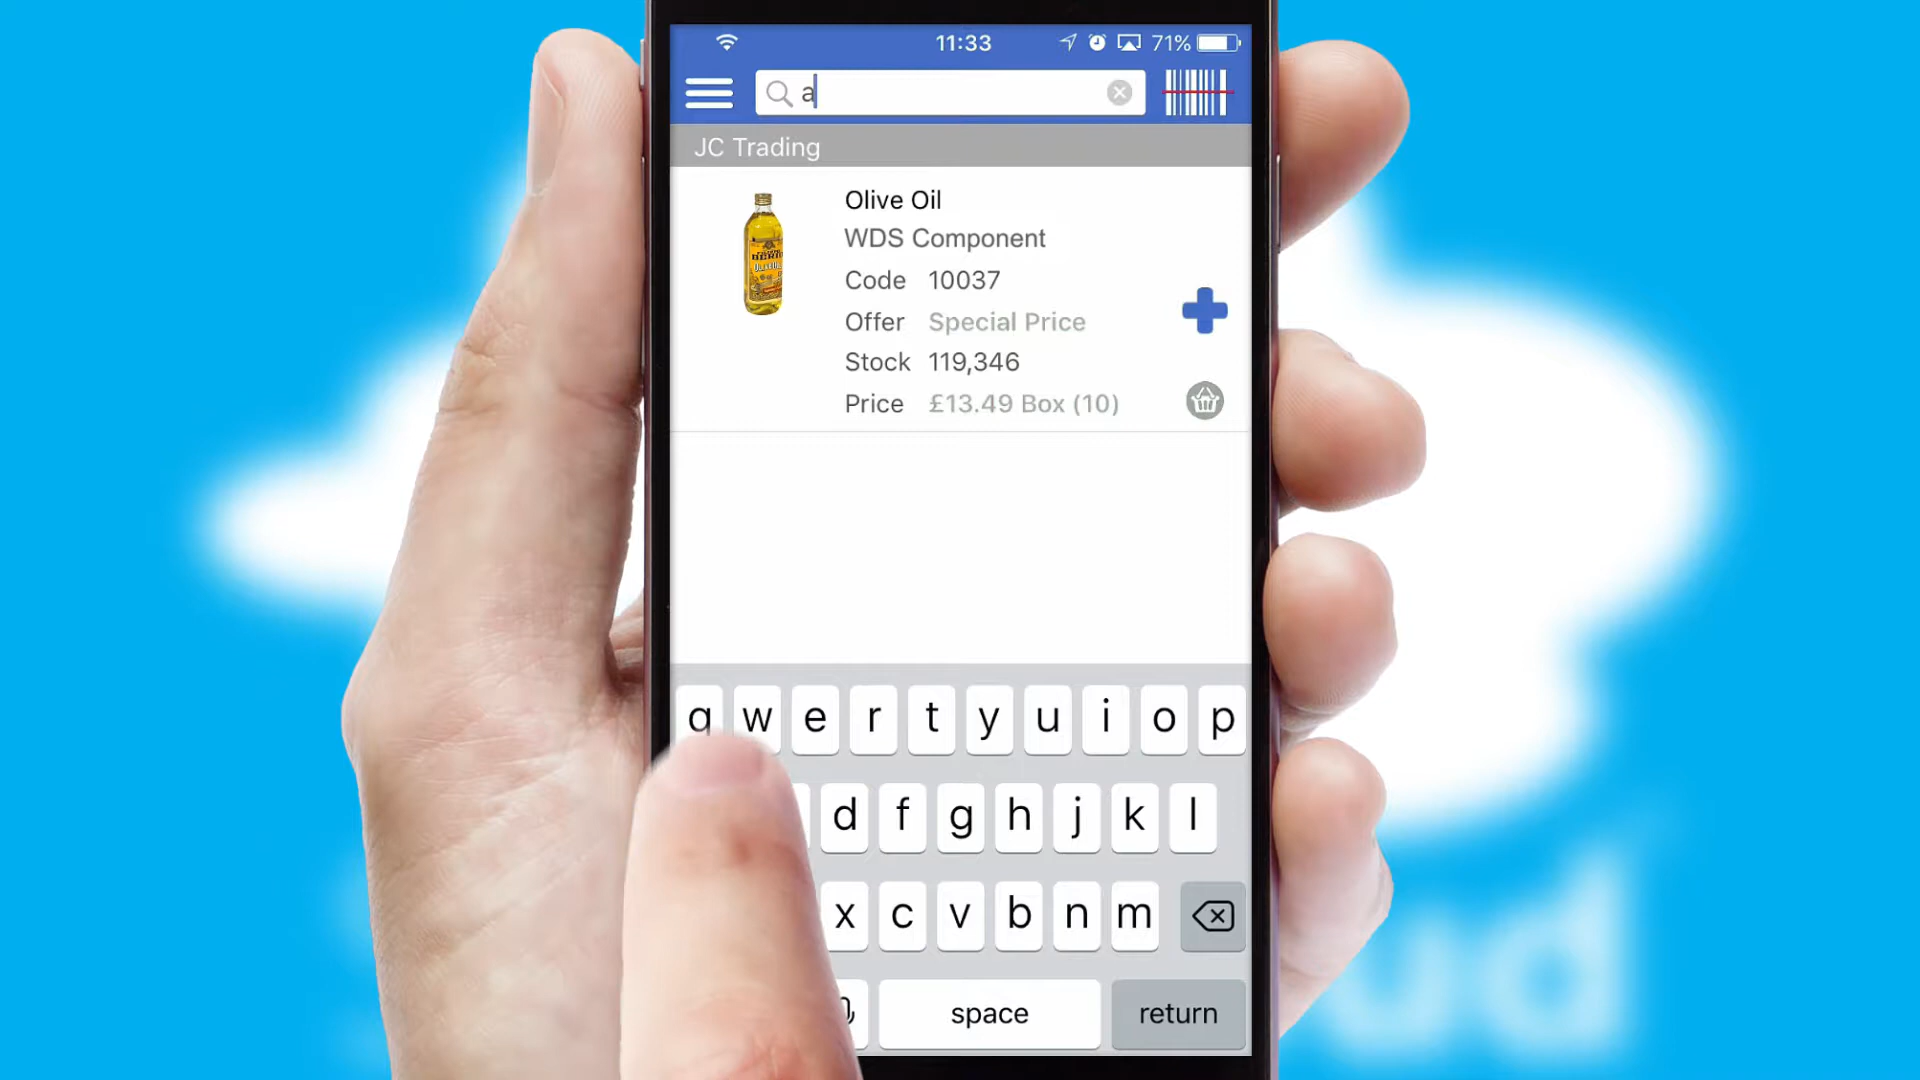 11:33
71%
a
JC Trading
Olive Oil
WDS Component
Code 10037
Offer Special Price
Stock 119,346
Price £13.49 Box (10)
q w e r t y u i o p
d f g h j k l
x c v b n m
space return
ud